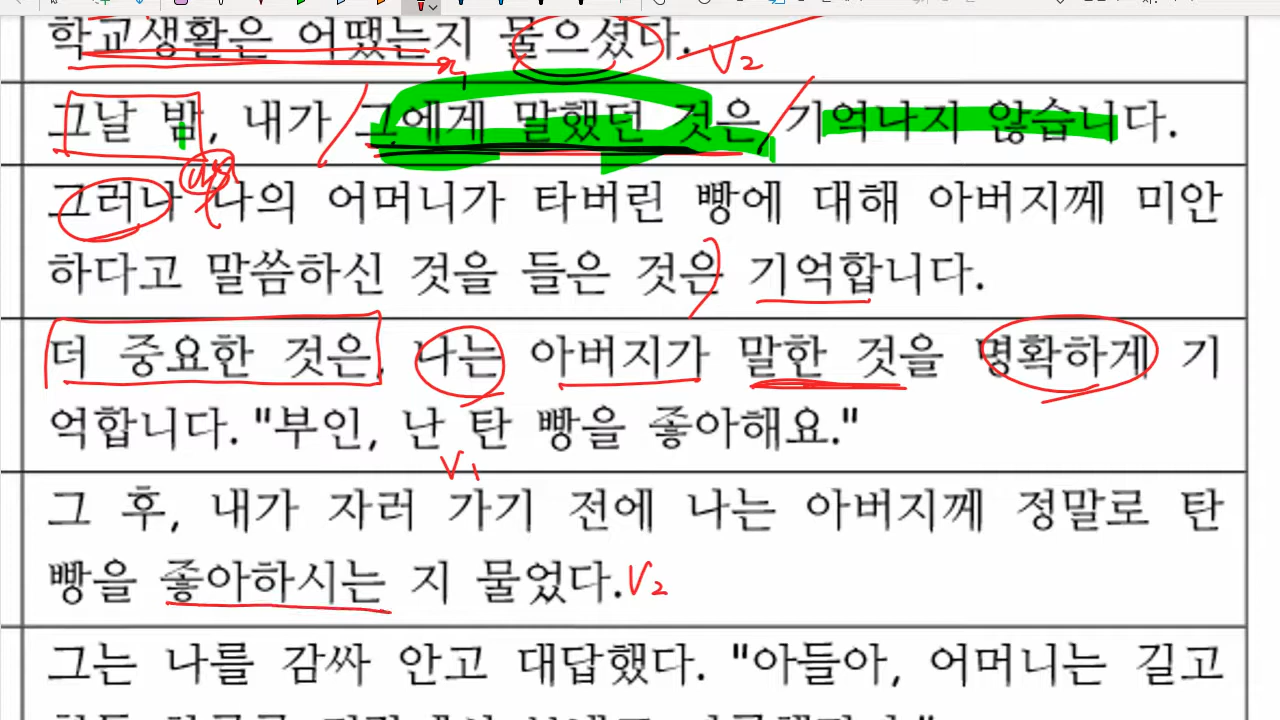 학교생활은 어땠는지 물으셨다.
V₂
그날 밤, 내가 그에게 말했던 것은 기억나지 않습니다.
그러나 나의 어머니가 타버린 빵에 대해 아버지께 미안
하다고 말씀하신 것을 들은 것은 기억합니다.
더 중요한 것은, 나는 아버지가 말한 것을 명확하게 기
억합니다. "부인, 난 탄 빵을 좋아해요."
V₁
그 후, 내가 자러 가기 전에 나는 아버지께 정말로 탄
빵을 좋아하시는 지 물었다. V₂
그는 나를 감싸 안고 대답했다. "아들아, 어머니는 길고